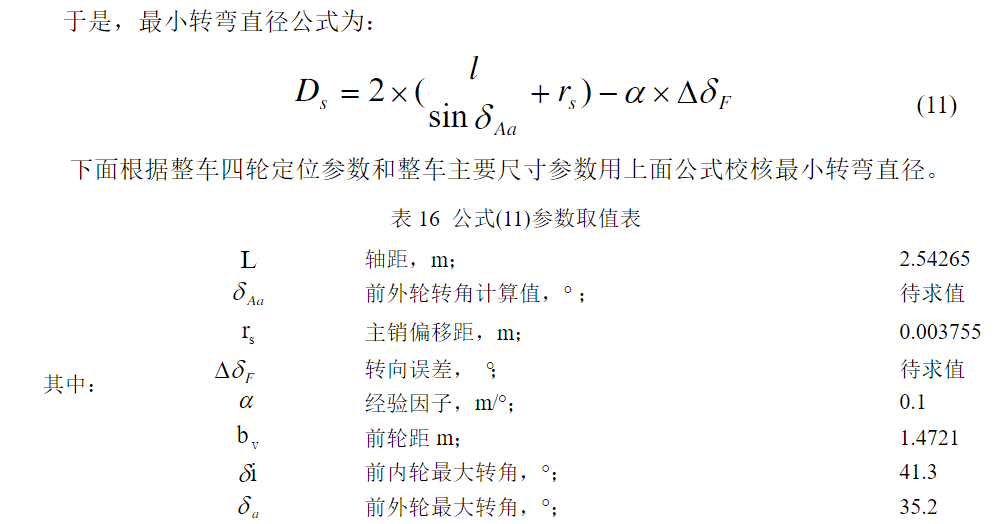 于是，最小转弯直径公式为：
D_s = 2×( l / sin δ_Aa + r_s ) − α × Δδ_F (11)
下面根据整车四轮定位参数和整车主要尺寸参数用上面公式校核最小转弯直径。
表 16 公式(11)参数取值表
L 轴距，m； 2.54265
δ_Aa 前外轮转角计算值，°； 待求值
r_s 主销偏移距，m； 0.003755
Δδ_F 转向误差， °； 待求值
其中：
α 经验因子，m/°； 0.1
b_v 前轮距 m； 1.4721
δi 前内轮最大转角，°； 41.3
δ_a 前外轮最大转角，°； 35.2